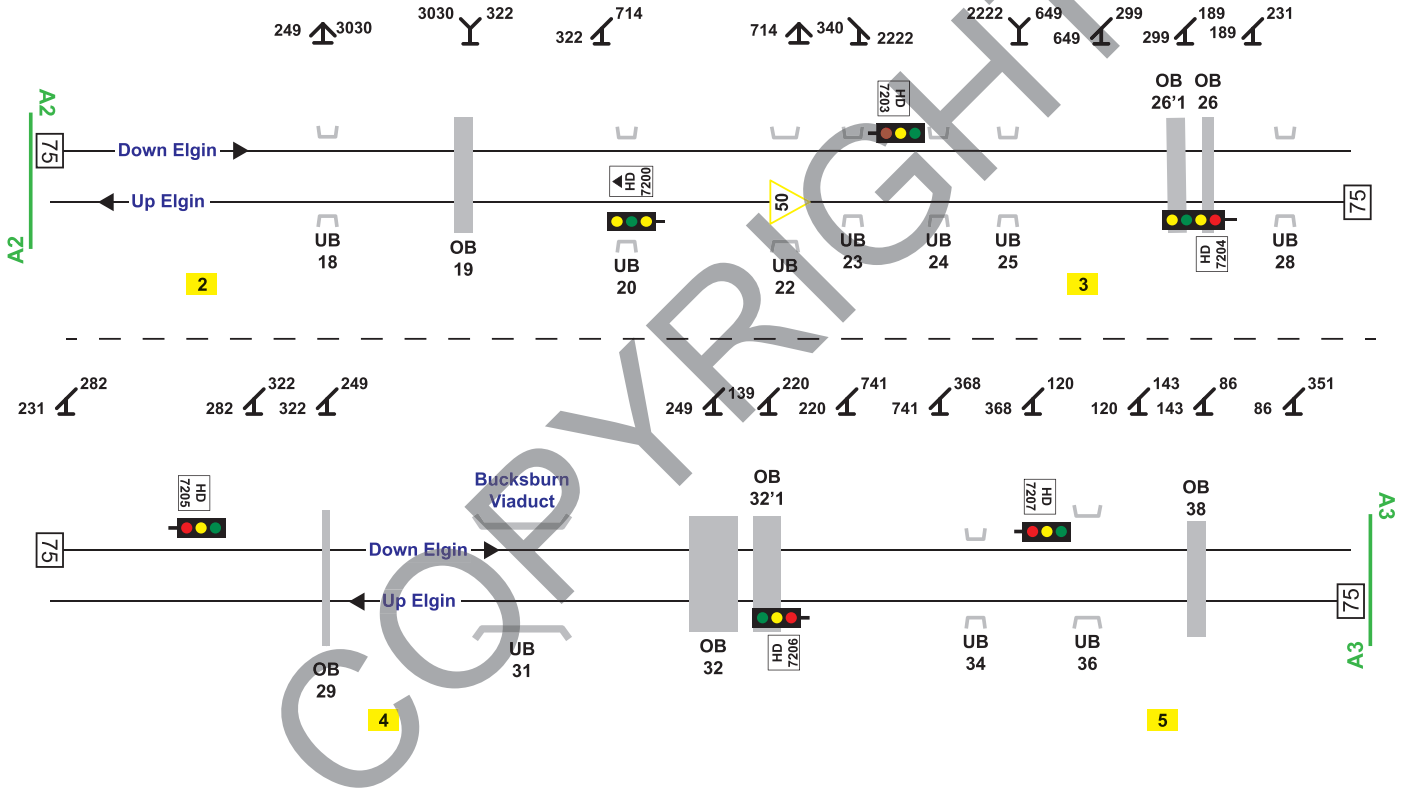 249 3030 3030 322 322 714 714 340 2222 2222 649 649 299 299 189 189 231
OB OB
26'1 26
HD
7203
A2
75
Down Elgin
HD
7200
Up Elgin
50
75
A2
UB
18
OB
19
UB
20
UB
22
UB
23
UB
24
UB
25
HD
7204
UB
28
2
3
231 282 282 322 322 249 249 139 220 220 741 741 368 368 120 120 143 143 86 86 351
HD
7205
Bucksburn
Viaduct
OB
32'1
HD
7207
OB
38
A3
75
Down Elgin
Up Elgin
75
A3
OB
29
UB
31
OB
32
HD
7206
UB
34
UB
36
4
5
COPYRIGHT